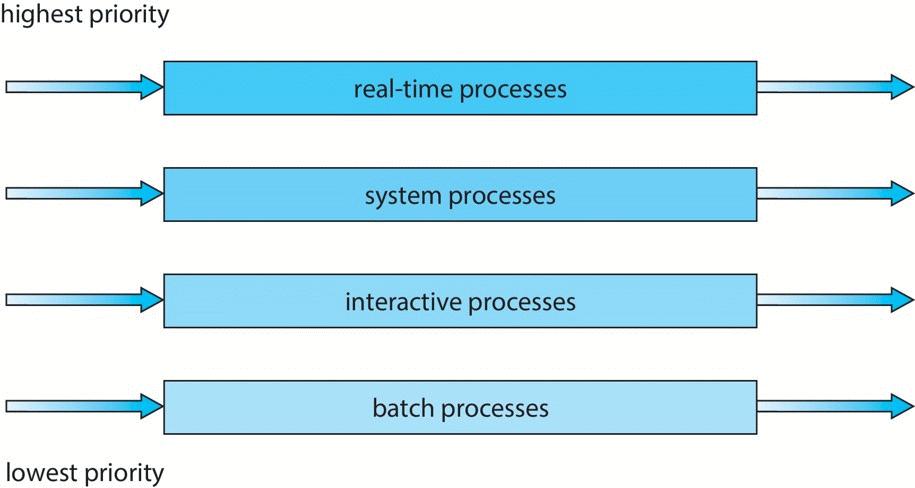 highest priority
real-time processes
system processes
interactive processes
batch processes
lowest priority